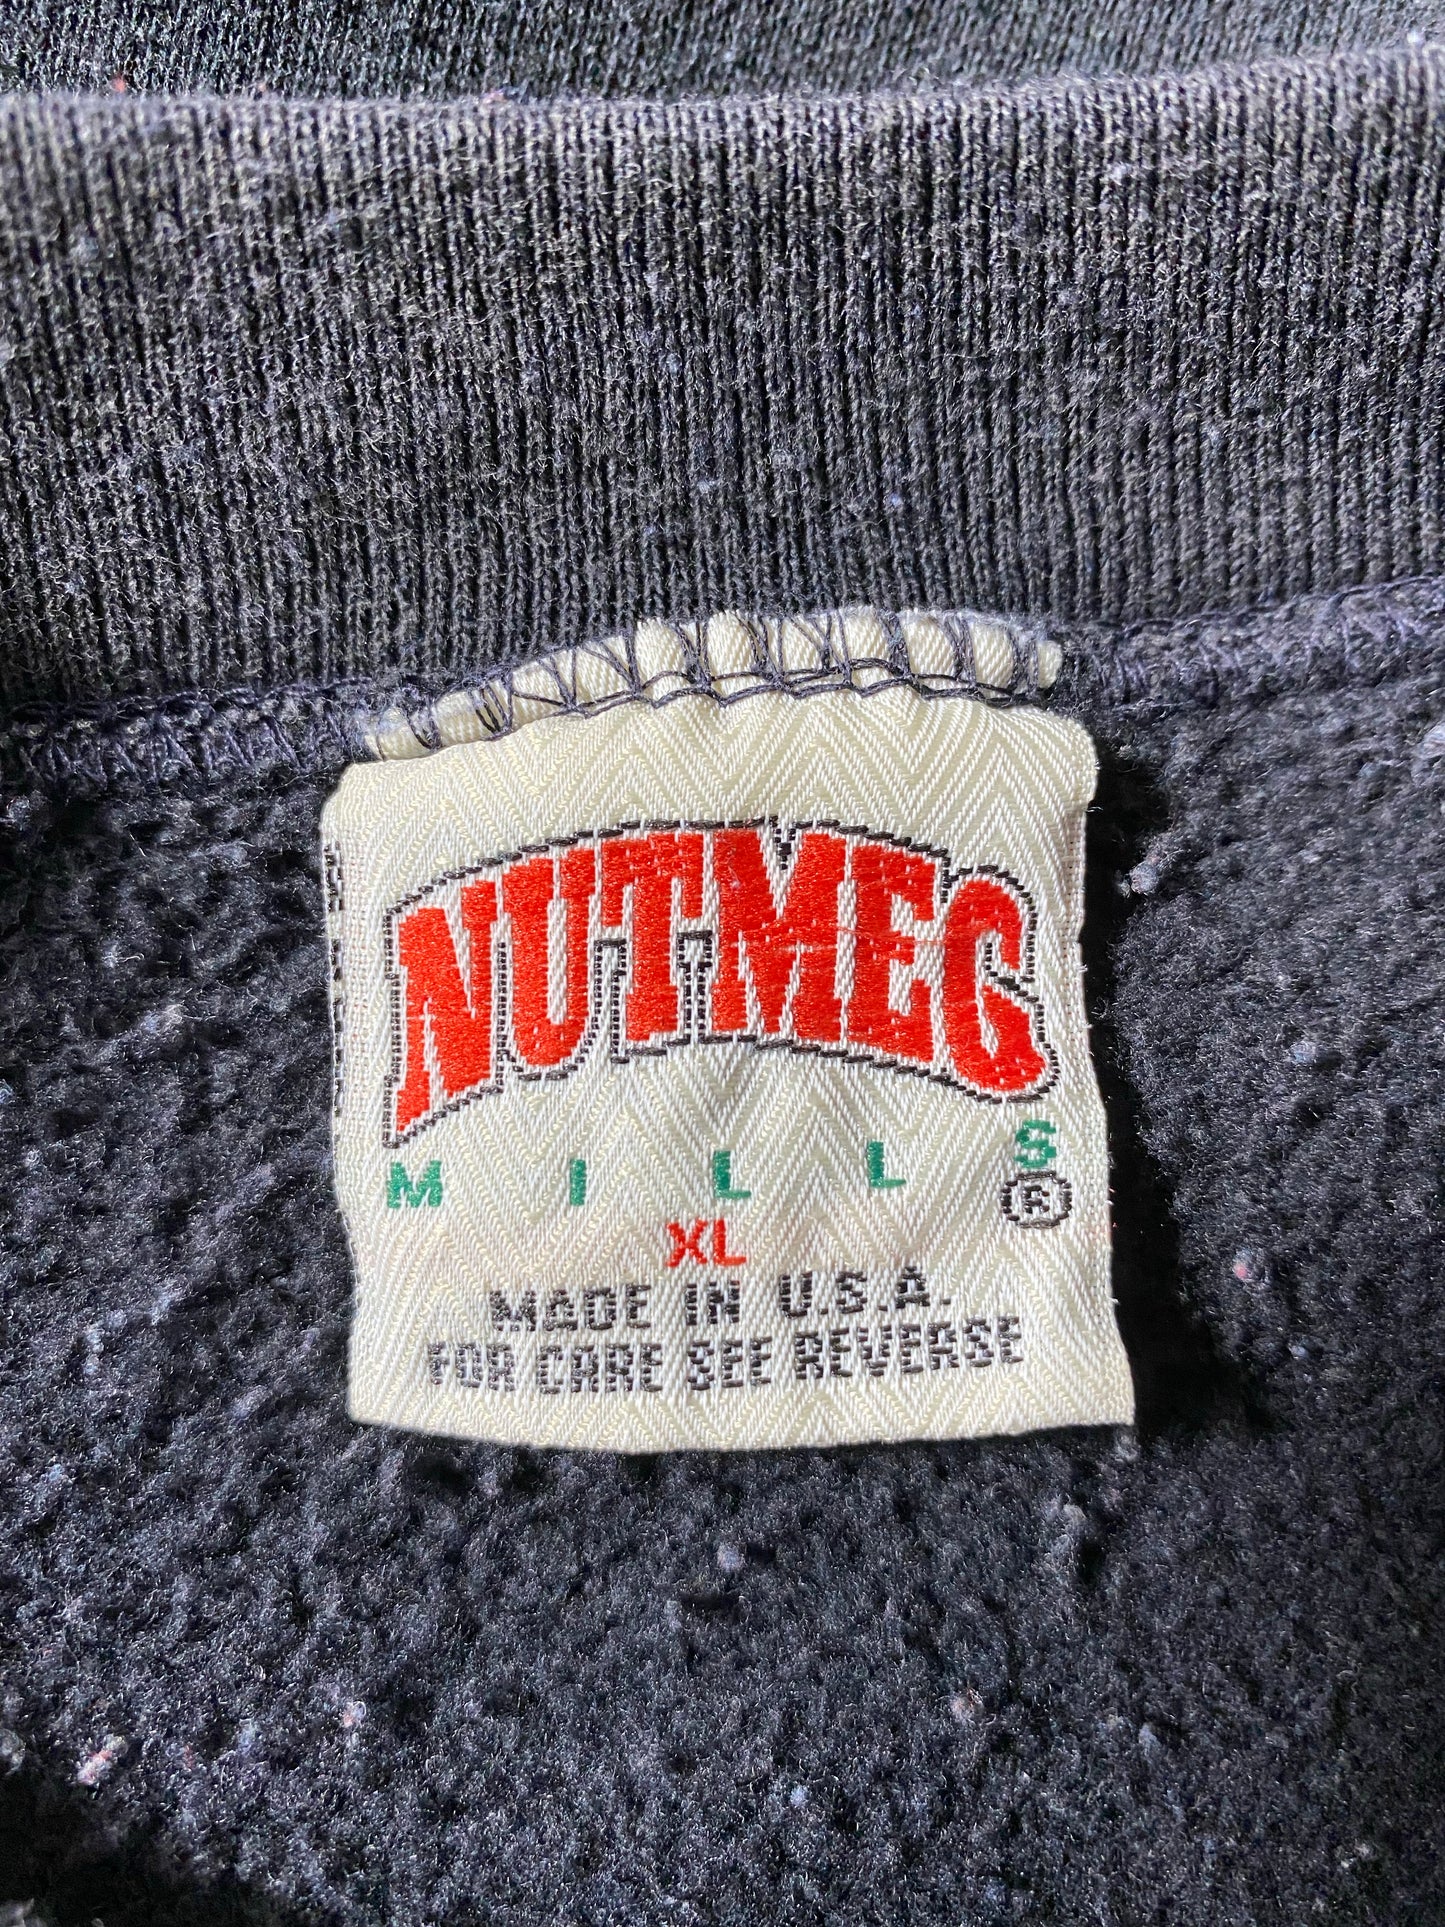 NUTMEG
MILLS
®
XL
MADE IN U.S.A.
FOR CARE SEE REVERSE